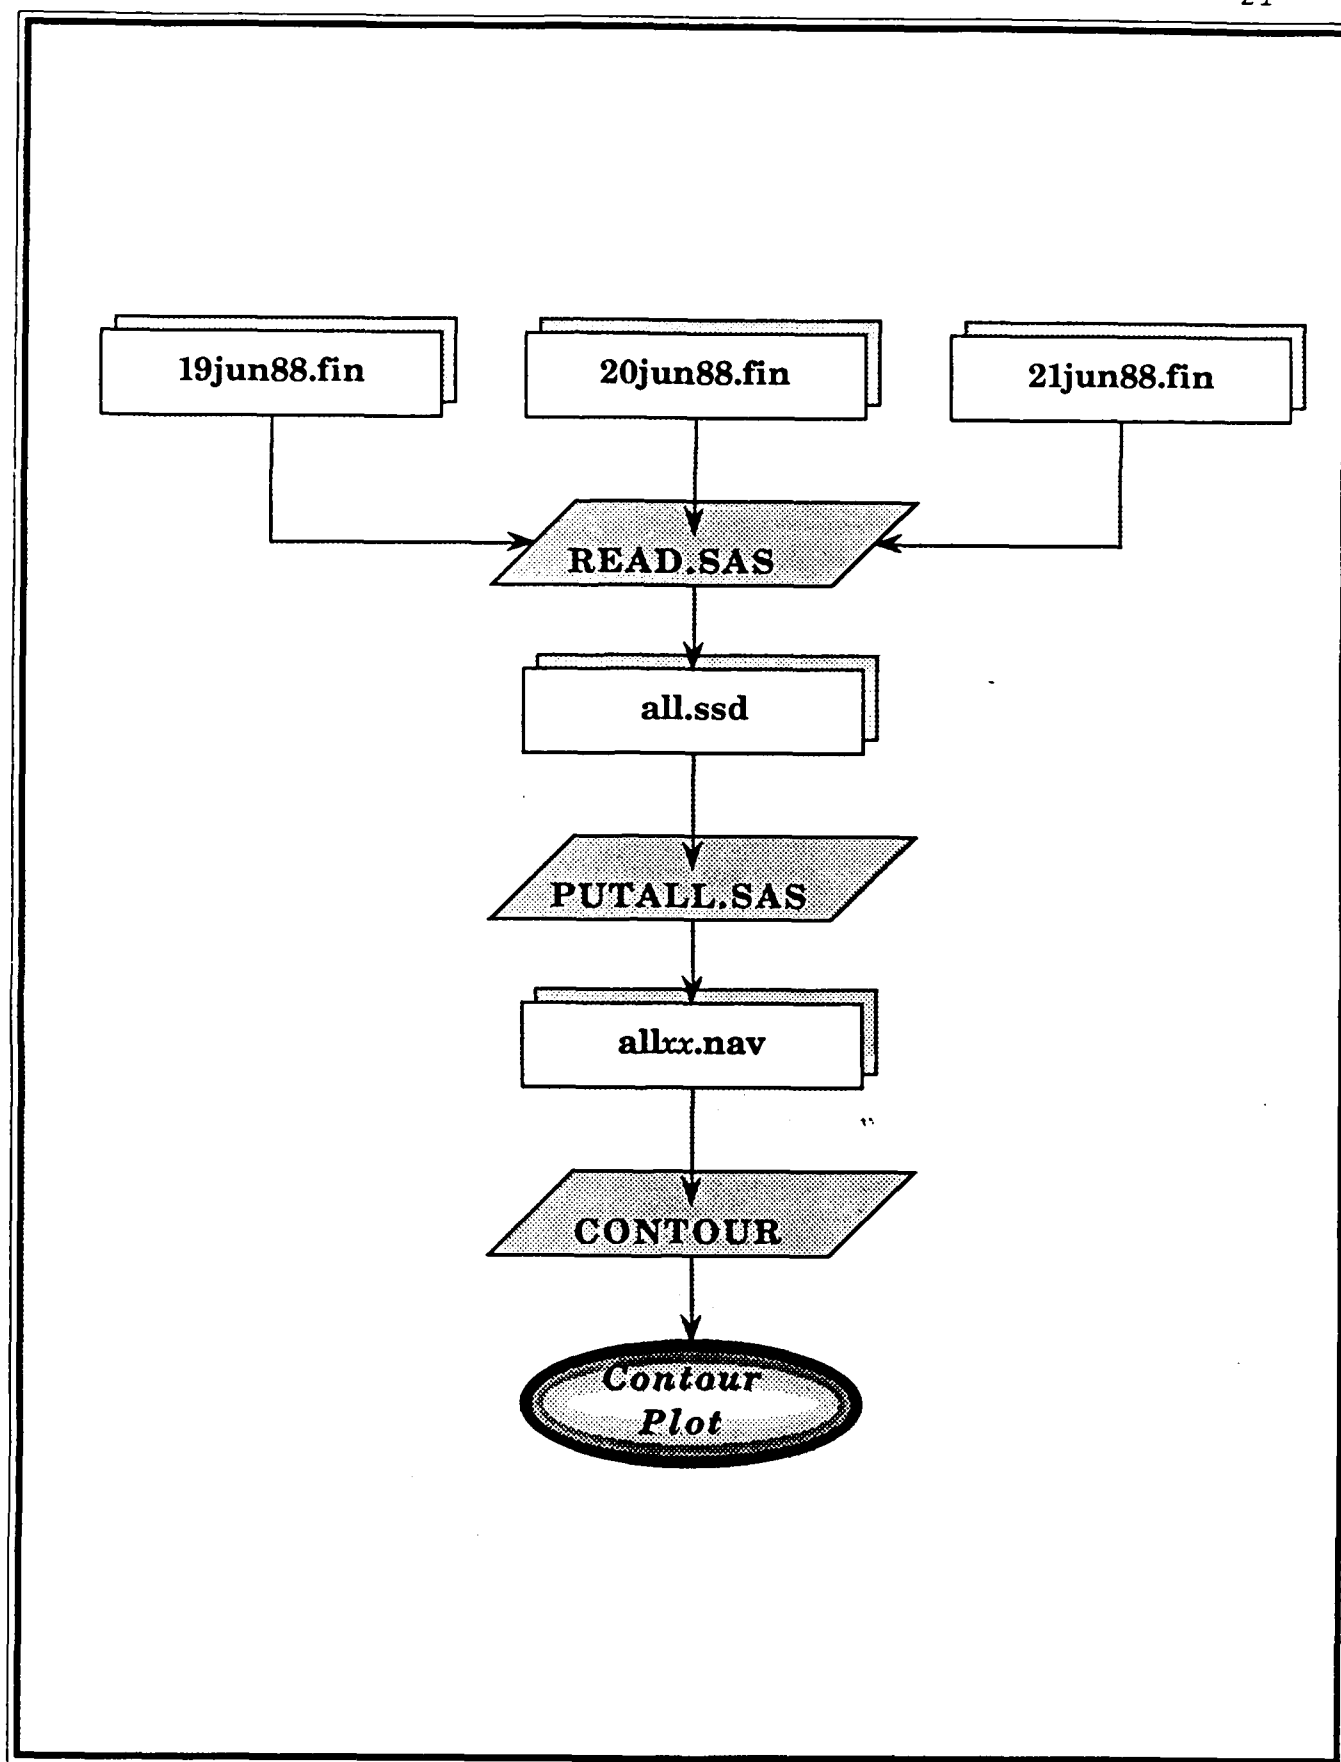 19jun88.fin
20jun88.fin
21jun88.fin
READ.SAS
all.ssd
PUTALL.SAS
allxx.nav
CONTOUR
Contour
Plot